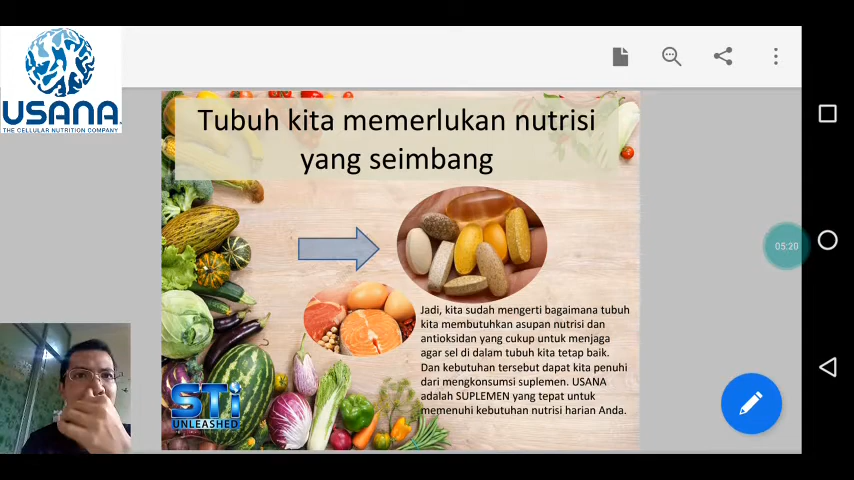 USANA
THE CELLULAR NUTRITION COMPANY
Tubuh kita memerlukan nutrisi
yang seimbang
05:20
Jadi, kita sudah mengerti bagaimana tubuh
kita membutuhkan asupan nutrisi dan
antioksidan yang cukup untuk menjaga
agar sel di dalam tubuh kita tetap baik.
Dan kebutuhan tersebut dapat kita penuhi
dari mengkonsumsi suplemen. USANA
adalah SUPLEMEN yang tepat untuk
memenuhi kebutuhan nutrisi harian Anda.
STi
UNLEASHED